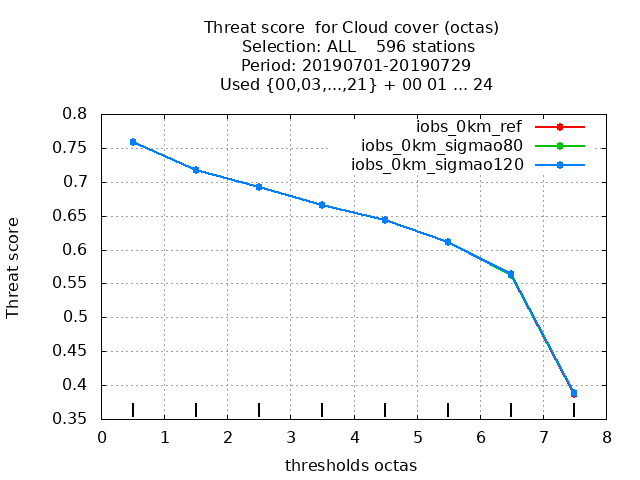 Threat score  for Cloud cover (octas)
Selection: ALL    596 stations
Period: 20190701-20190729
Used {00,03,...,21} + 00 01 ... 24
iobs_0km_ref
iobs_0km_sigmao80
iobs_0km_sigmao120
0.8
0.75
0.7
0.65
0.6
0.55
0.5
0.45
0.4
0.35
Threat score
0 1 2 3 4 5 6 7 8
thresholds octas